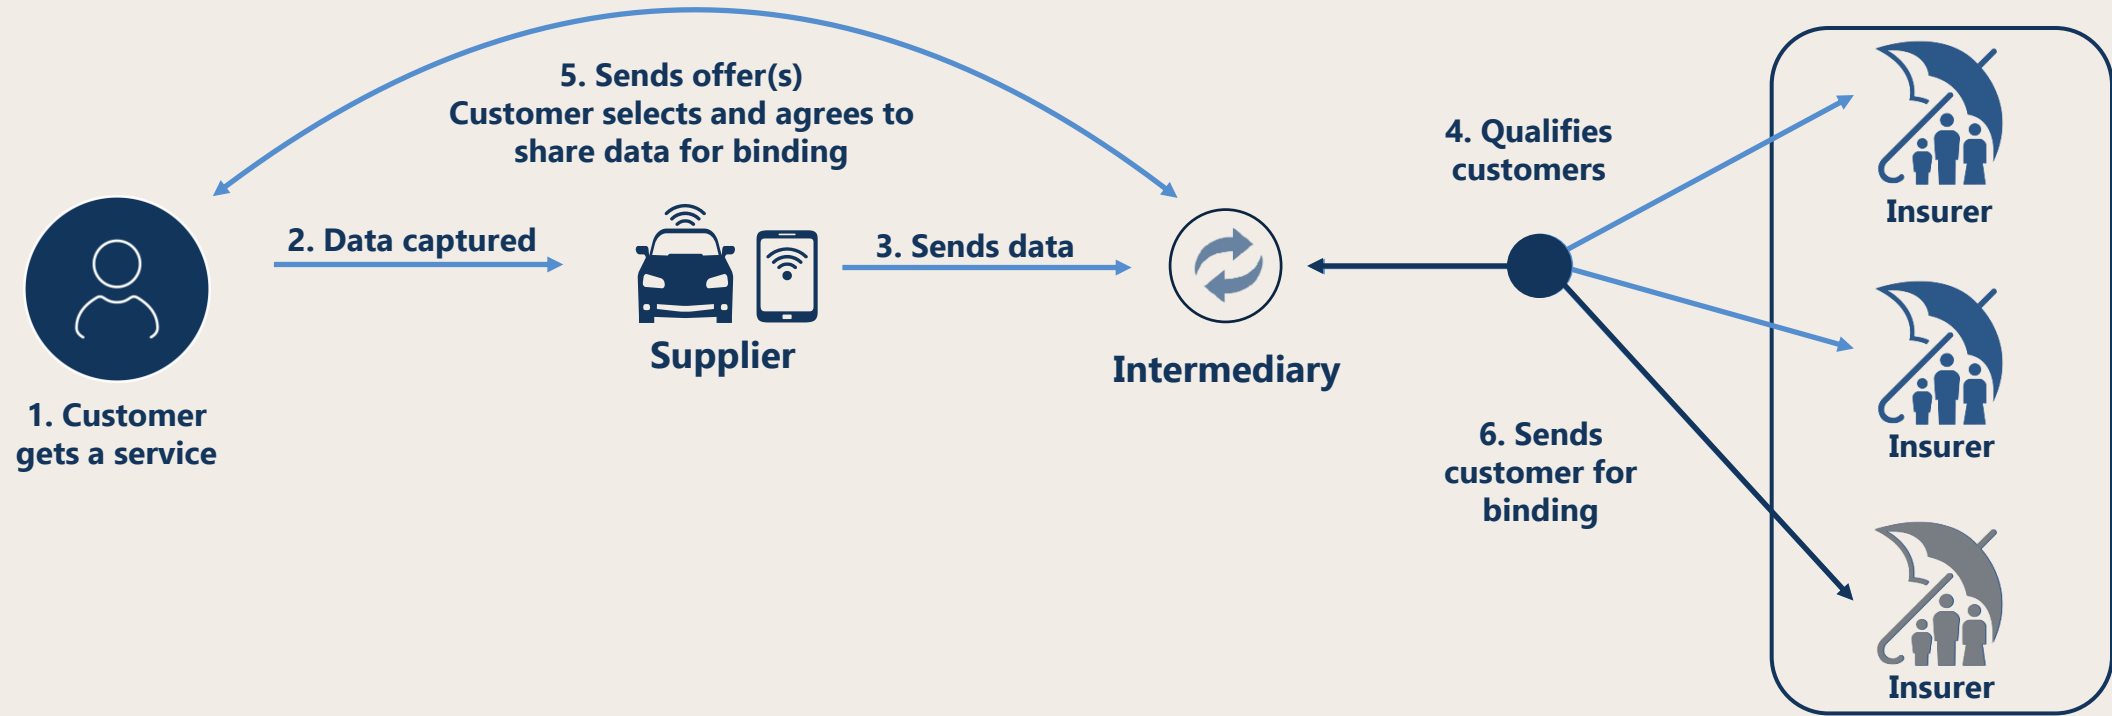 5. Sends offer(s)
Customer selects and agrees to
share data for binding
4. Qualifies
customers
Insurer
2. Data captured
3. Sends data
Supplier
Intermediary
1. Customer
gets a service
Insurer
6. Sends
customer for
binding
Insurer